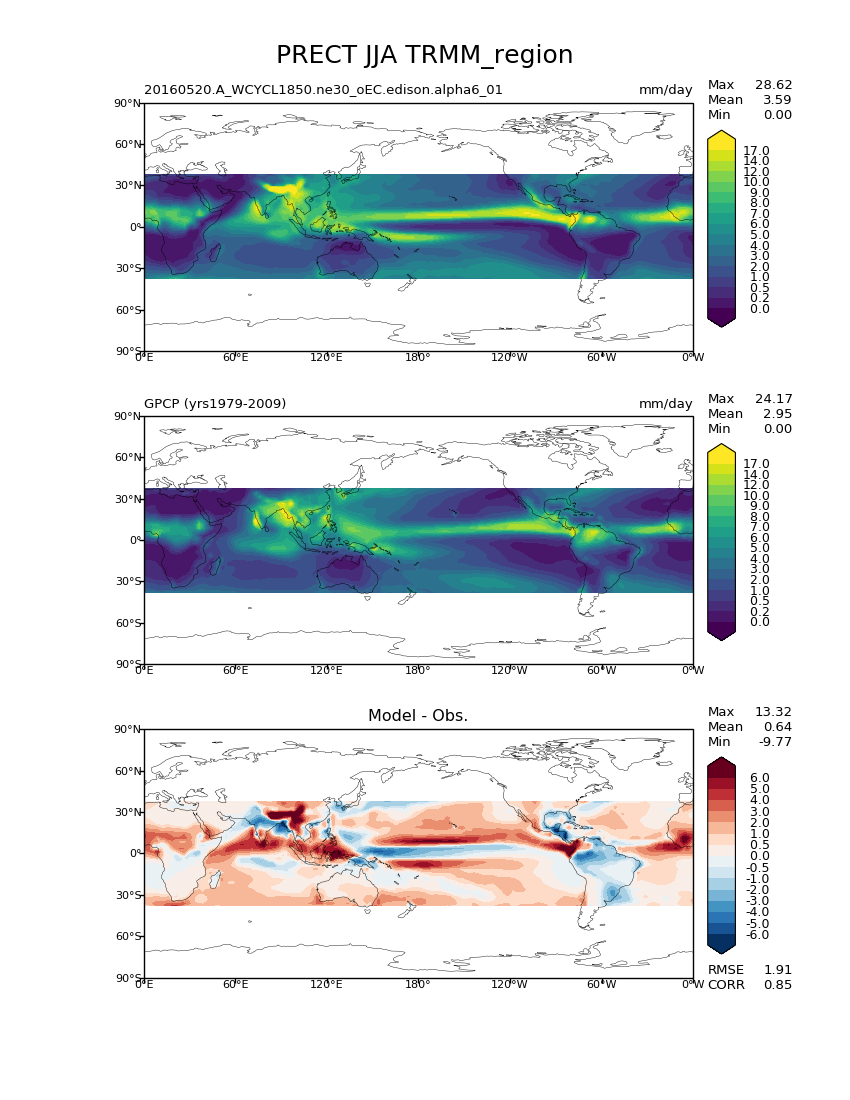 PRECT JJA TRMM_region
20160520.A_WCYCL1850.ne30_oEC.edison.alpha6_01 mm/day
Max 28.62
Mean 3.59
Min 0.00
90°N
60°N
30°N
0°
30°S
60°S
90°S
0°E 60°E 120°E 180° 120°W 60°W 0°W
17.0
14.0
12.0
10.0
9.0
8.0
7.0
6.0
5.0
4.0
3.0
2.0
1.0
0.5
0.2
0.0
GPCP (yrs1979-2009) mm/day
Max 24.17
Mean 2.95
Min 0.00
90°N
60°N
30°N
0°
30°S
60°S
90°S
0°E 60°E 120°E 180° 120°W 60°W 0°W
17.0
14.0
12.0
10.0
9.0
8.0
7.0
6.0
5.0
4.0
3.0
2.0
1.0
0.5
0.2
0.0
Model - Obs.
Max 13.32
Mean 0.64
Min -9.77
90°N
60°N
30°N
0°
30°S
60°S
90°S
0°E 60°E 120°E 180° 120°W 60°W 0°W
6.0
5.0
4.0
3.0
2.0
1.0
0.5
0.0
-0.5
-1.0
-2.0
-3.0
-4.0
-5.0
-6.0
RMSE 1.91
CORR 0.85